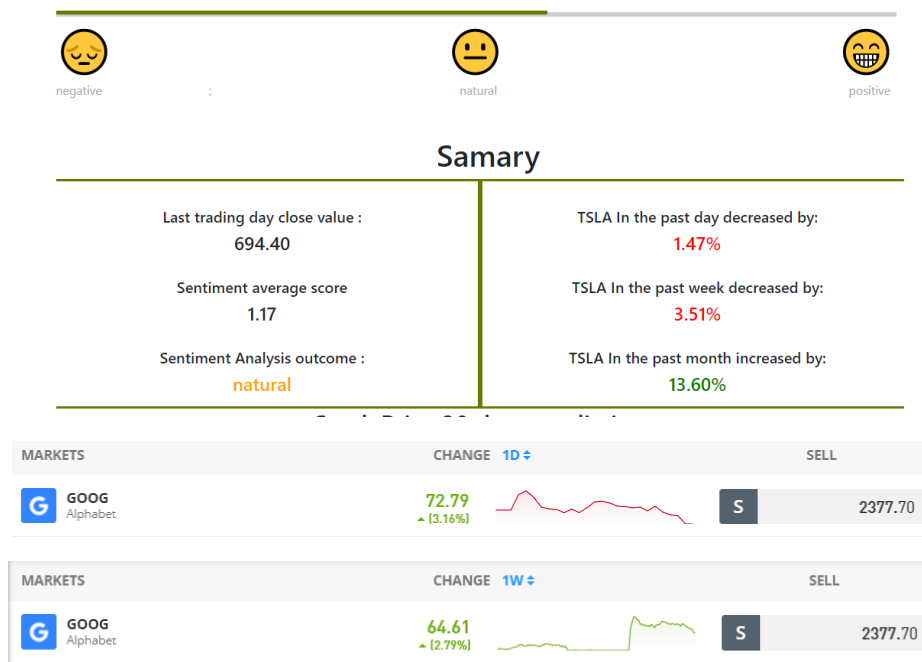 negative ; natural positive
Samary
Last trading day close value :
694.40
Sentiment average score
1.17
Sentiment Analysis outcome :
natural
TSLA In the past day decreased by:
1.47%
TSLA In the past week decreased by:
3.51%
TSLA In the past month increased by:
13.60%
MARKETS CHANGE 1D SELL
G GOOG
Alphabet
72.79
(3.16%)
S 2377.70
MARKETS CHANGE 1W SELL
G GOOG
Alphabet
64.61
(2.79%)
S 2377.70